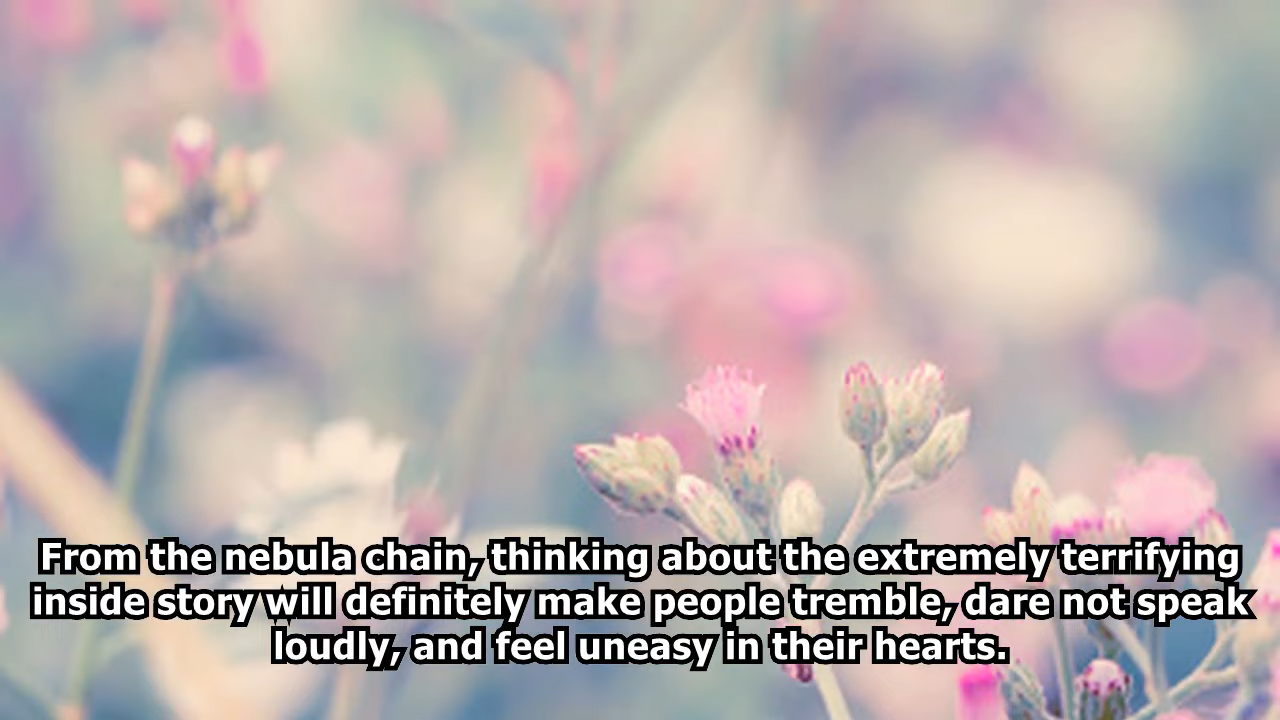 From the nebula chain, thinking about the extremely terrifying
inside story will definitely make people tremble, dare not speak
loudly, and feel uneasy in their hearts.